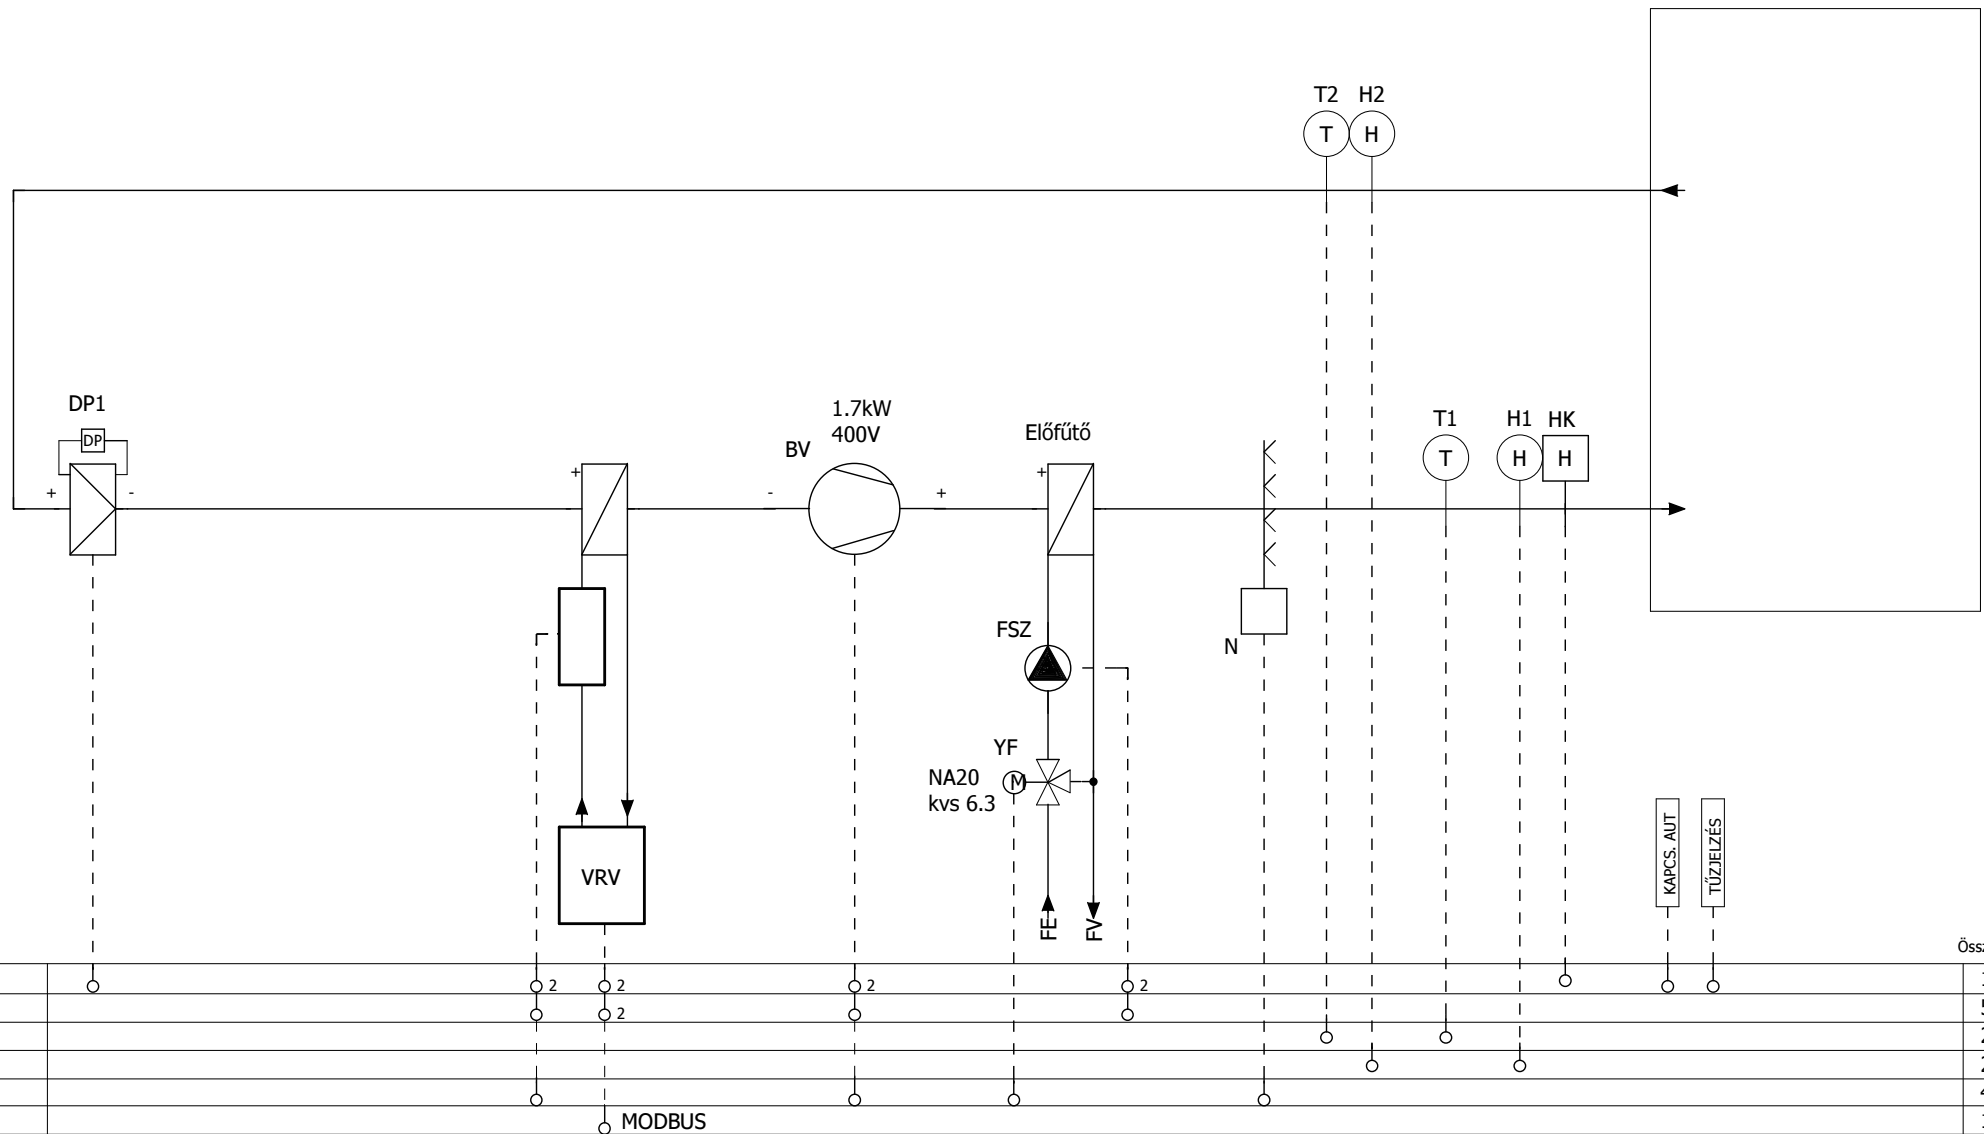 T2 H2
T H
DP1
DP
+ -
+
1.7kW
400V
BV
- +
Előfűtő
+
T1 H1 HK
T H H
FSZ
N
YF
M
NA20
kvs 6.3
VRV
FE
FV
KAPCS. AUT
TŰZJELZÉS
2 2 2 2
2
MODBUS